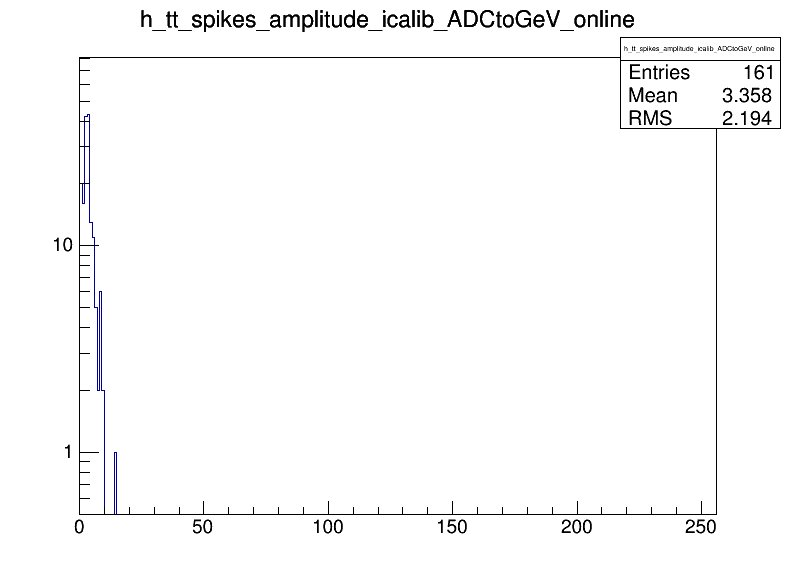 h_tt_spikes_amplitude_icalib_ADCtoGeV_online
h_tt_spikes_amplitude_icalib_ADCtoGeV_online
Entries 161
Mean 3.358
RMS 2.194
10
1
0 50 100 150 200 250